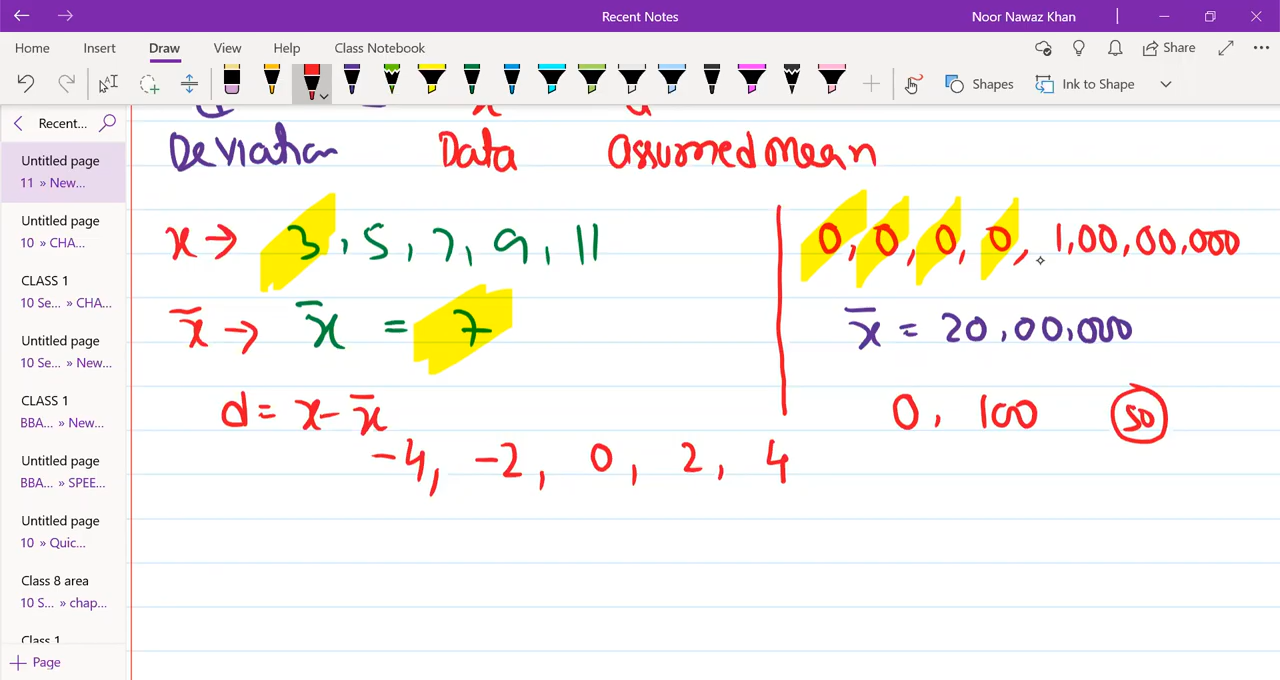 Recent Notes
Noor Nawaz Khan
Home Insert Draw View Help Class Notebook Share
Shapes Ink to Shape
Recent...
Untitled page
11 » New...
Untitled page
10 » CHA...
CLASS 1
10 Se... » CHA...
Untitled page
10 Se... » New...
CLASS 1
BBA... » New...
Untitled page
BBA... » SPEE...
Untitled page
10 » Quic...
Class 8 area
10 S... » chap...
Class 1
Page
Deviation Data Assumed mean
x → 3, 5, 7, 9, 11
x̄ → x̄ = 7
d = x - x̄
-4, -2, 0, 2, 4
0, 0, 0, 0, 1,00,00,000
x̄ = 20,00,000
0, 100 50